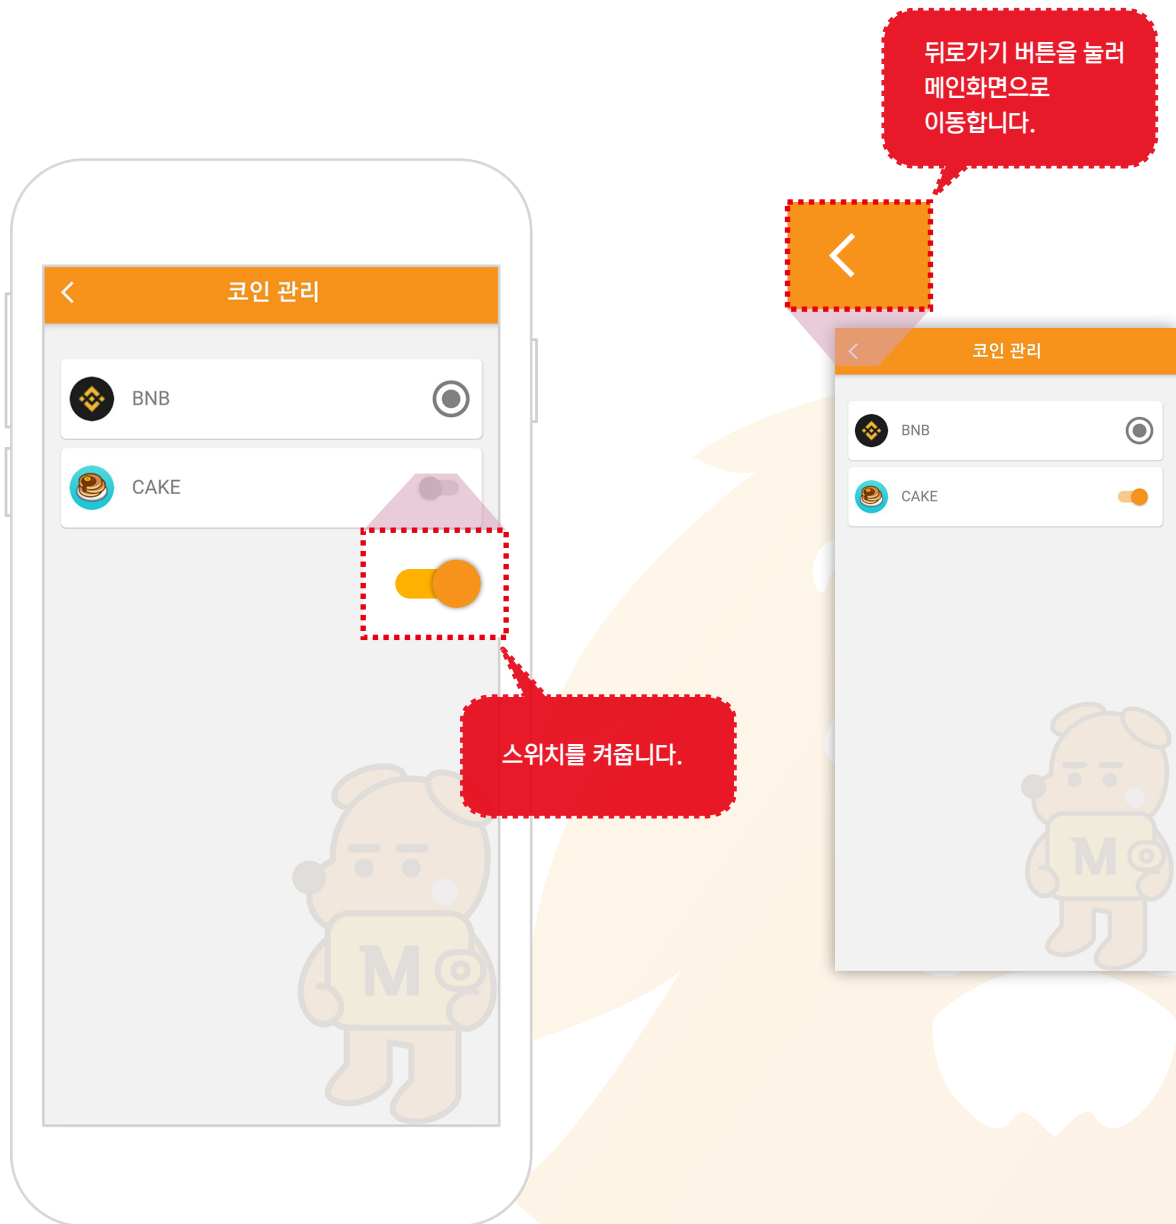 뒤로가기 버튼을 눌러
메인화면으로
이동합니다.
코인 관리
BNB
CAKE
스위치를 켜줍니다.
M
코인 관리
BNB
CAKE
M